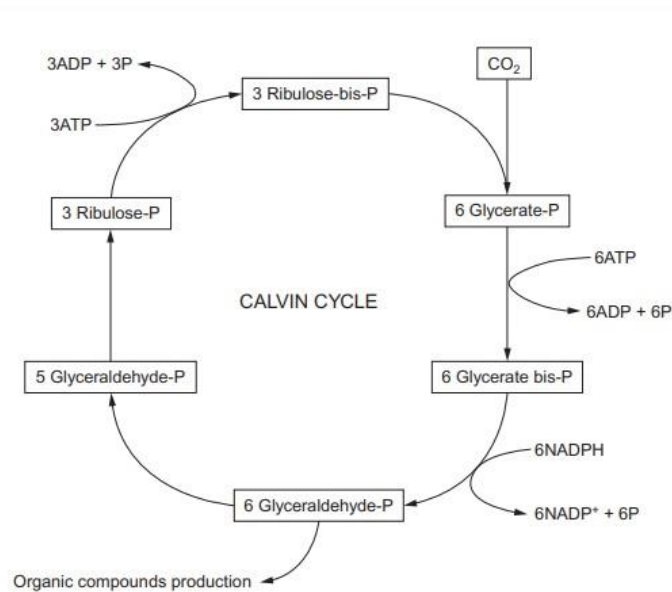 3ADP + 3P
CO₂
3 Ribulose-bis-P
3ATP
3 Ribulose-P
6 Glycerate-P
6ATP
CALVIN CYCLE
6ADP + 6P
5 Glyceraldehyde-P
6 Glycerate bis-P
6NADPH
6 Glyceraldehyde-P
6NADP⁺ + 6P
Organic compounds production